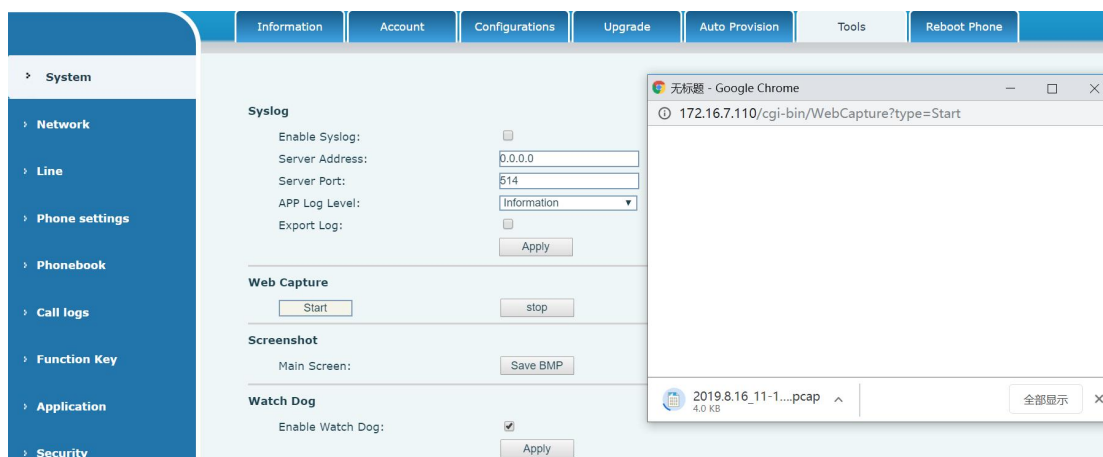 Information Account Configurations Upgrade Auto Provision Tools Reboot Phone
› System
› Network
› Line
› Phone settings
› Phonebook
› Call logs
› Function Key
› Application
› Security
Syslog
Enable Syslog:
Server Address: 0.0.0.0
Server Port: 514
APP Log Level: Information
Export Log:
Apply
Web Capture
Start stop
Screenshot
Main Screen: Save BMP
Watch Dog
Enable Watch Dog:
Apply
无标题 - Google Chrome
172.16.7.110/cgi-bin/WebCapture?type=Start
2019.8.16_11-1....pcap
4.0 KB
全部显示